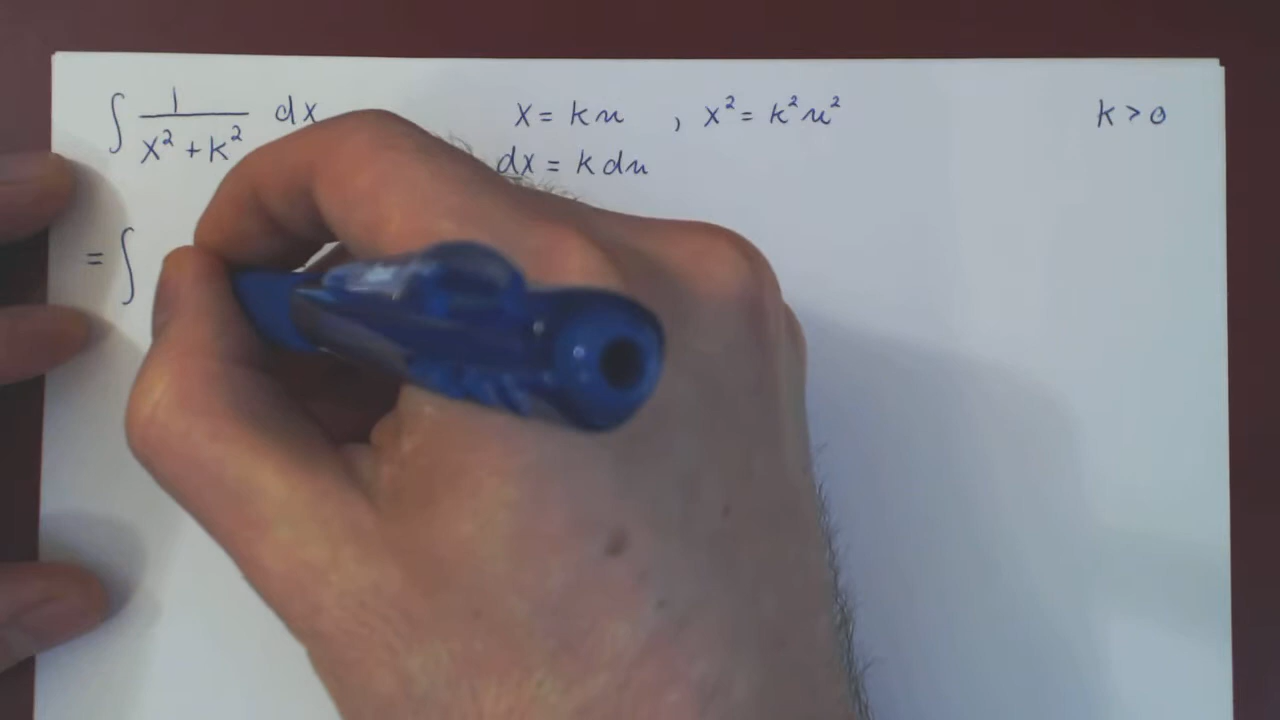 ∫ 1/(x² + k²) dx x = ku , x² = k²u² k > 0
dx = k du
= ∫